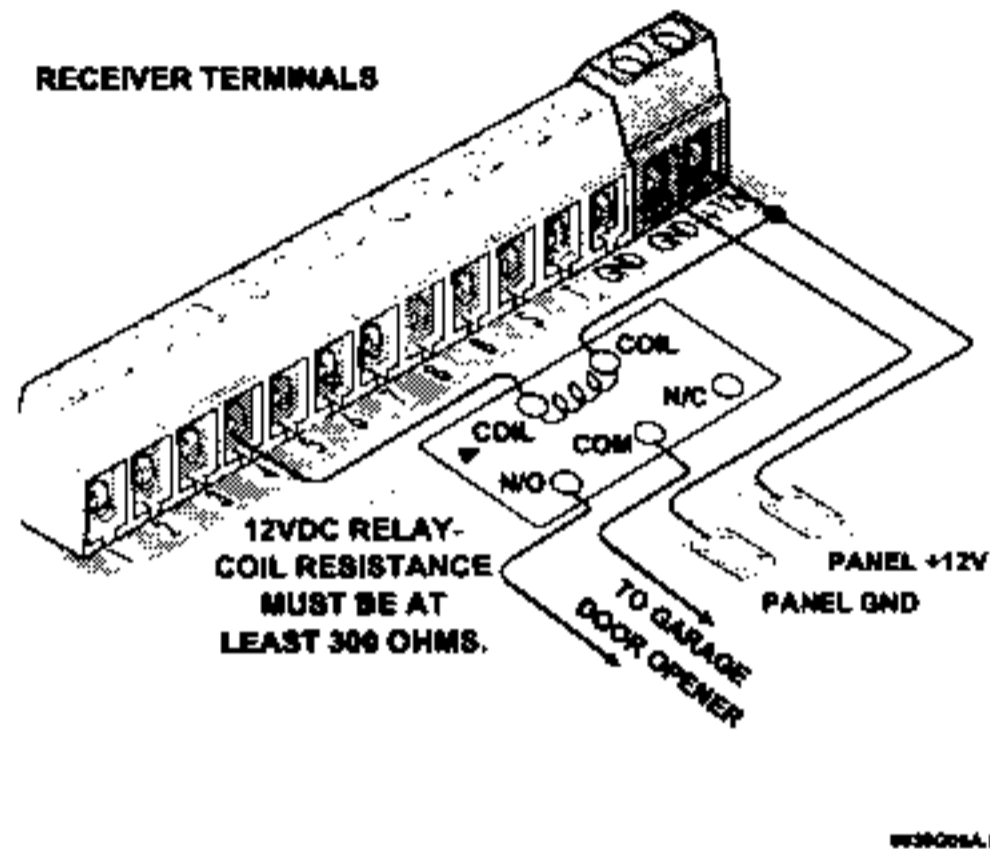 RECEIVER TERMINALS
COIL
N/C
COIL
COM
N/O
12VDC RELAY-
COIL RESISTANCE
MUST BE AT
LEAST 300 OHMS.
PANEL +12V
PANEL GND
TO GARAGE
DOOR OPENER